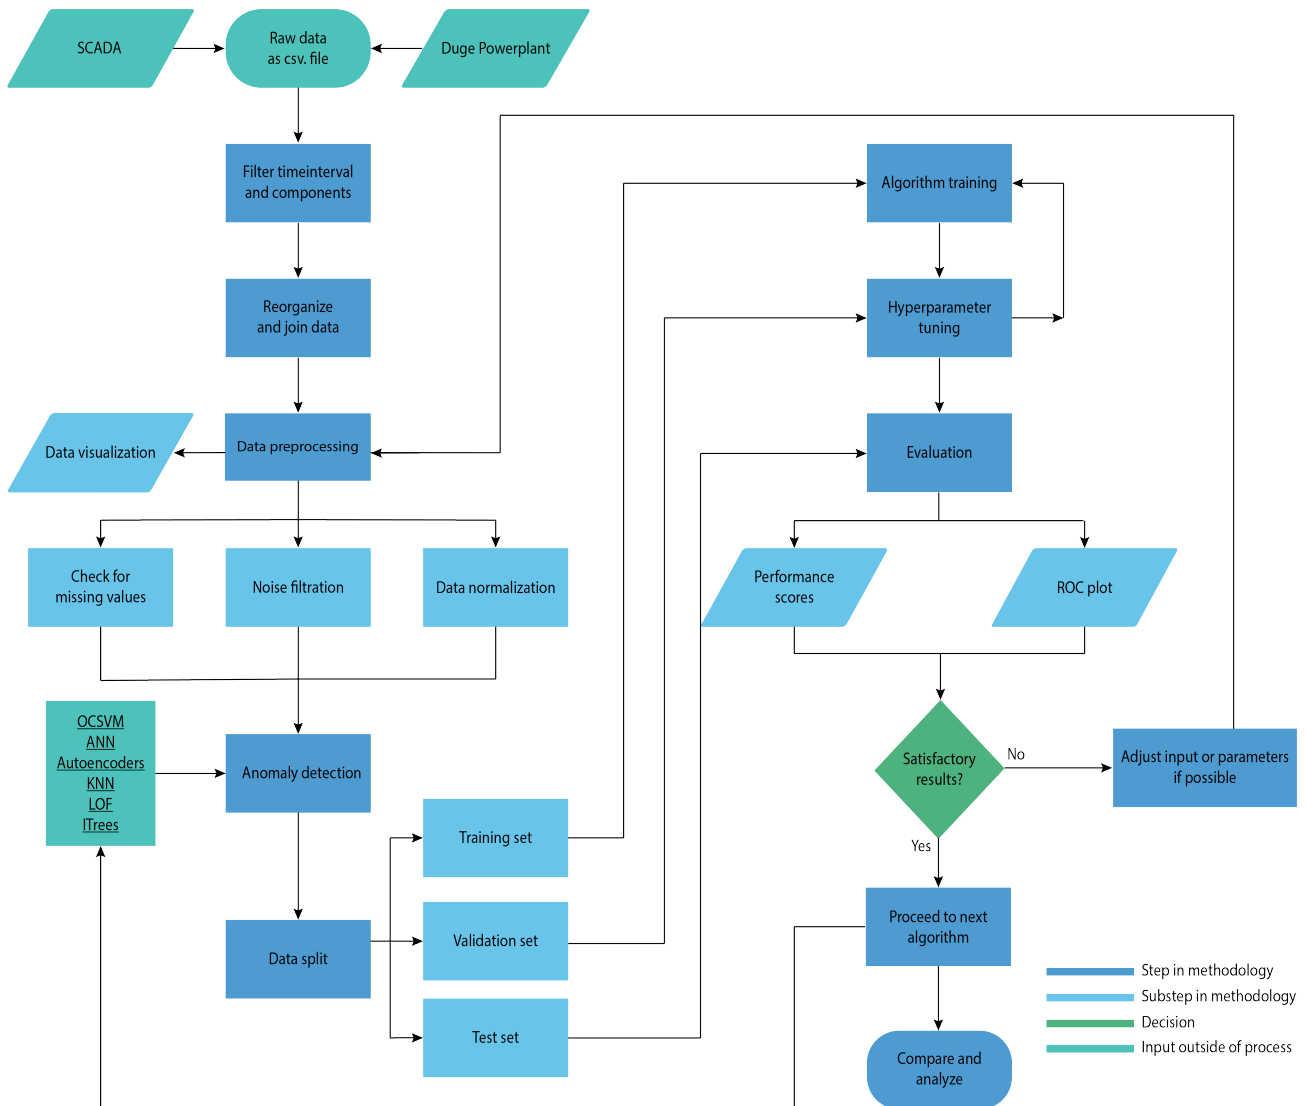 SCADA
Raw data
as csv. file
Duge Powerplant
Filter timeinterval
and components
Reorganize
and join data
Data visualization
Data preprocessing
Check for
missing values
Noise filtration
Data normalization
OCSVM
ANN
Autoencoders
KNN
LOF
ITrees
Anomaly detection
Data split
Training set
Validation set
Test set
Algorithm training
Hyperparameter
tuning
Evaluation
Performance
scores
ROC plot
Satisfactory
results?
No
Adjust input or parameters
if possible
Yes
Proceed to next
algorithm
Compare and
analyze
Step in methodology
Substep in methodology
Decision
Input outside of process